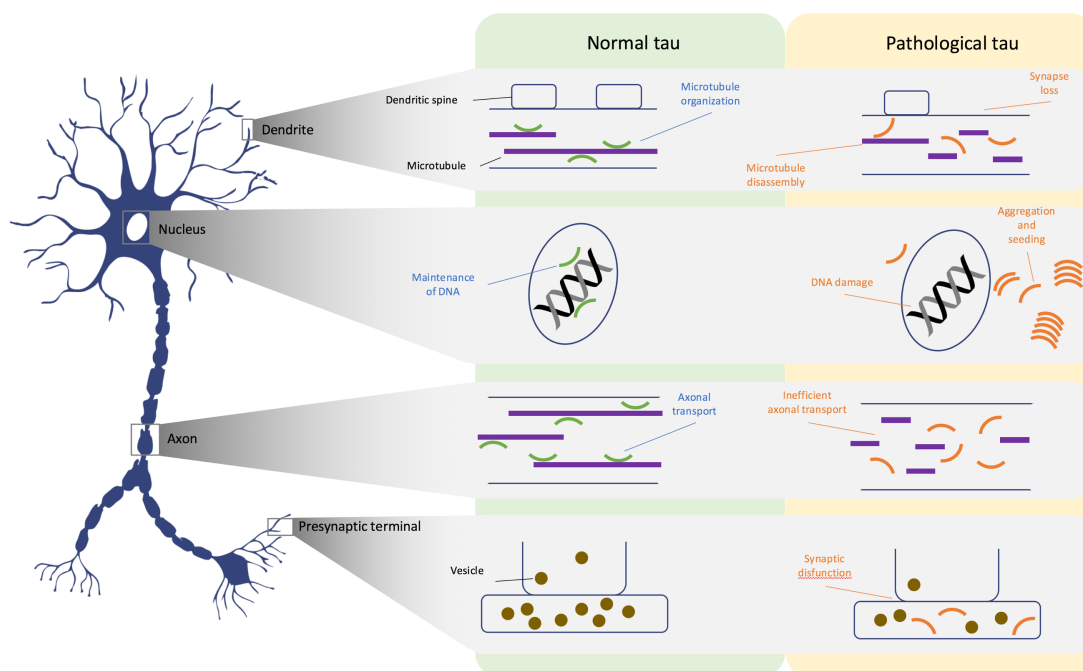 Normal tau
Pathological tau
Dendrite
Dendritic spine
Microtubule
Microtubule
organization
Synapse
loss
Microtubule
disassembly
Nucleus
Maintenance
of DNA
Aggregation
and
seeding
DNA damage
Axon
Axonal
transport
Inefficient
axonal transport
Presynaptic terminal
Vesicle
Synaptic
disfunction